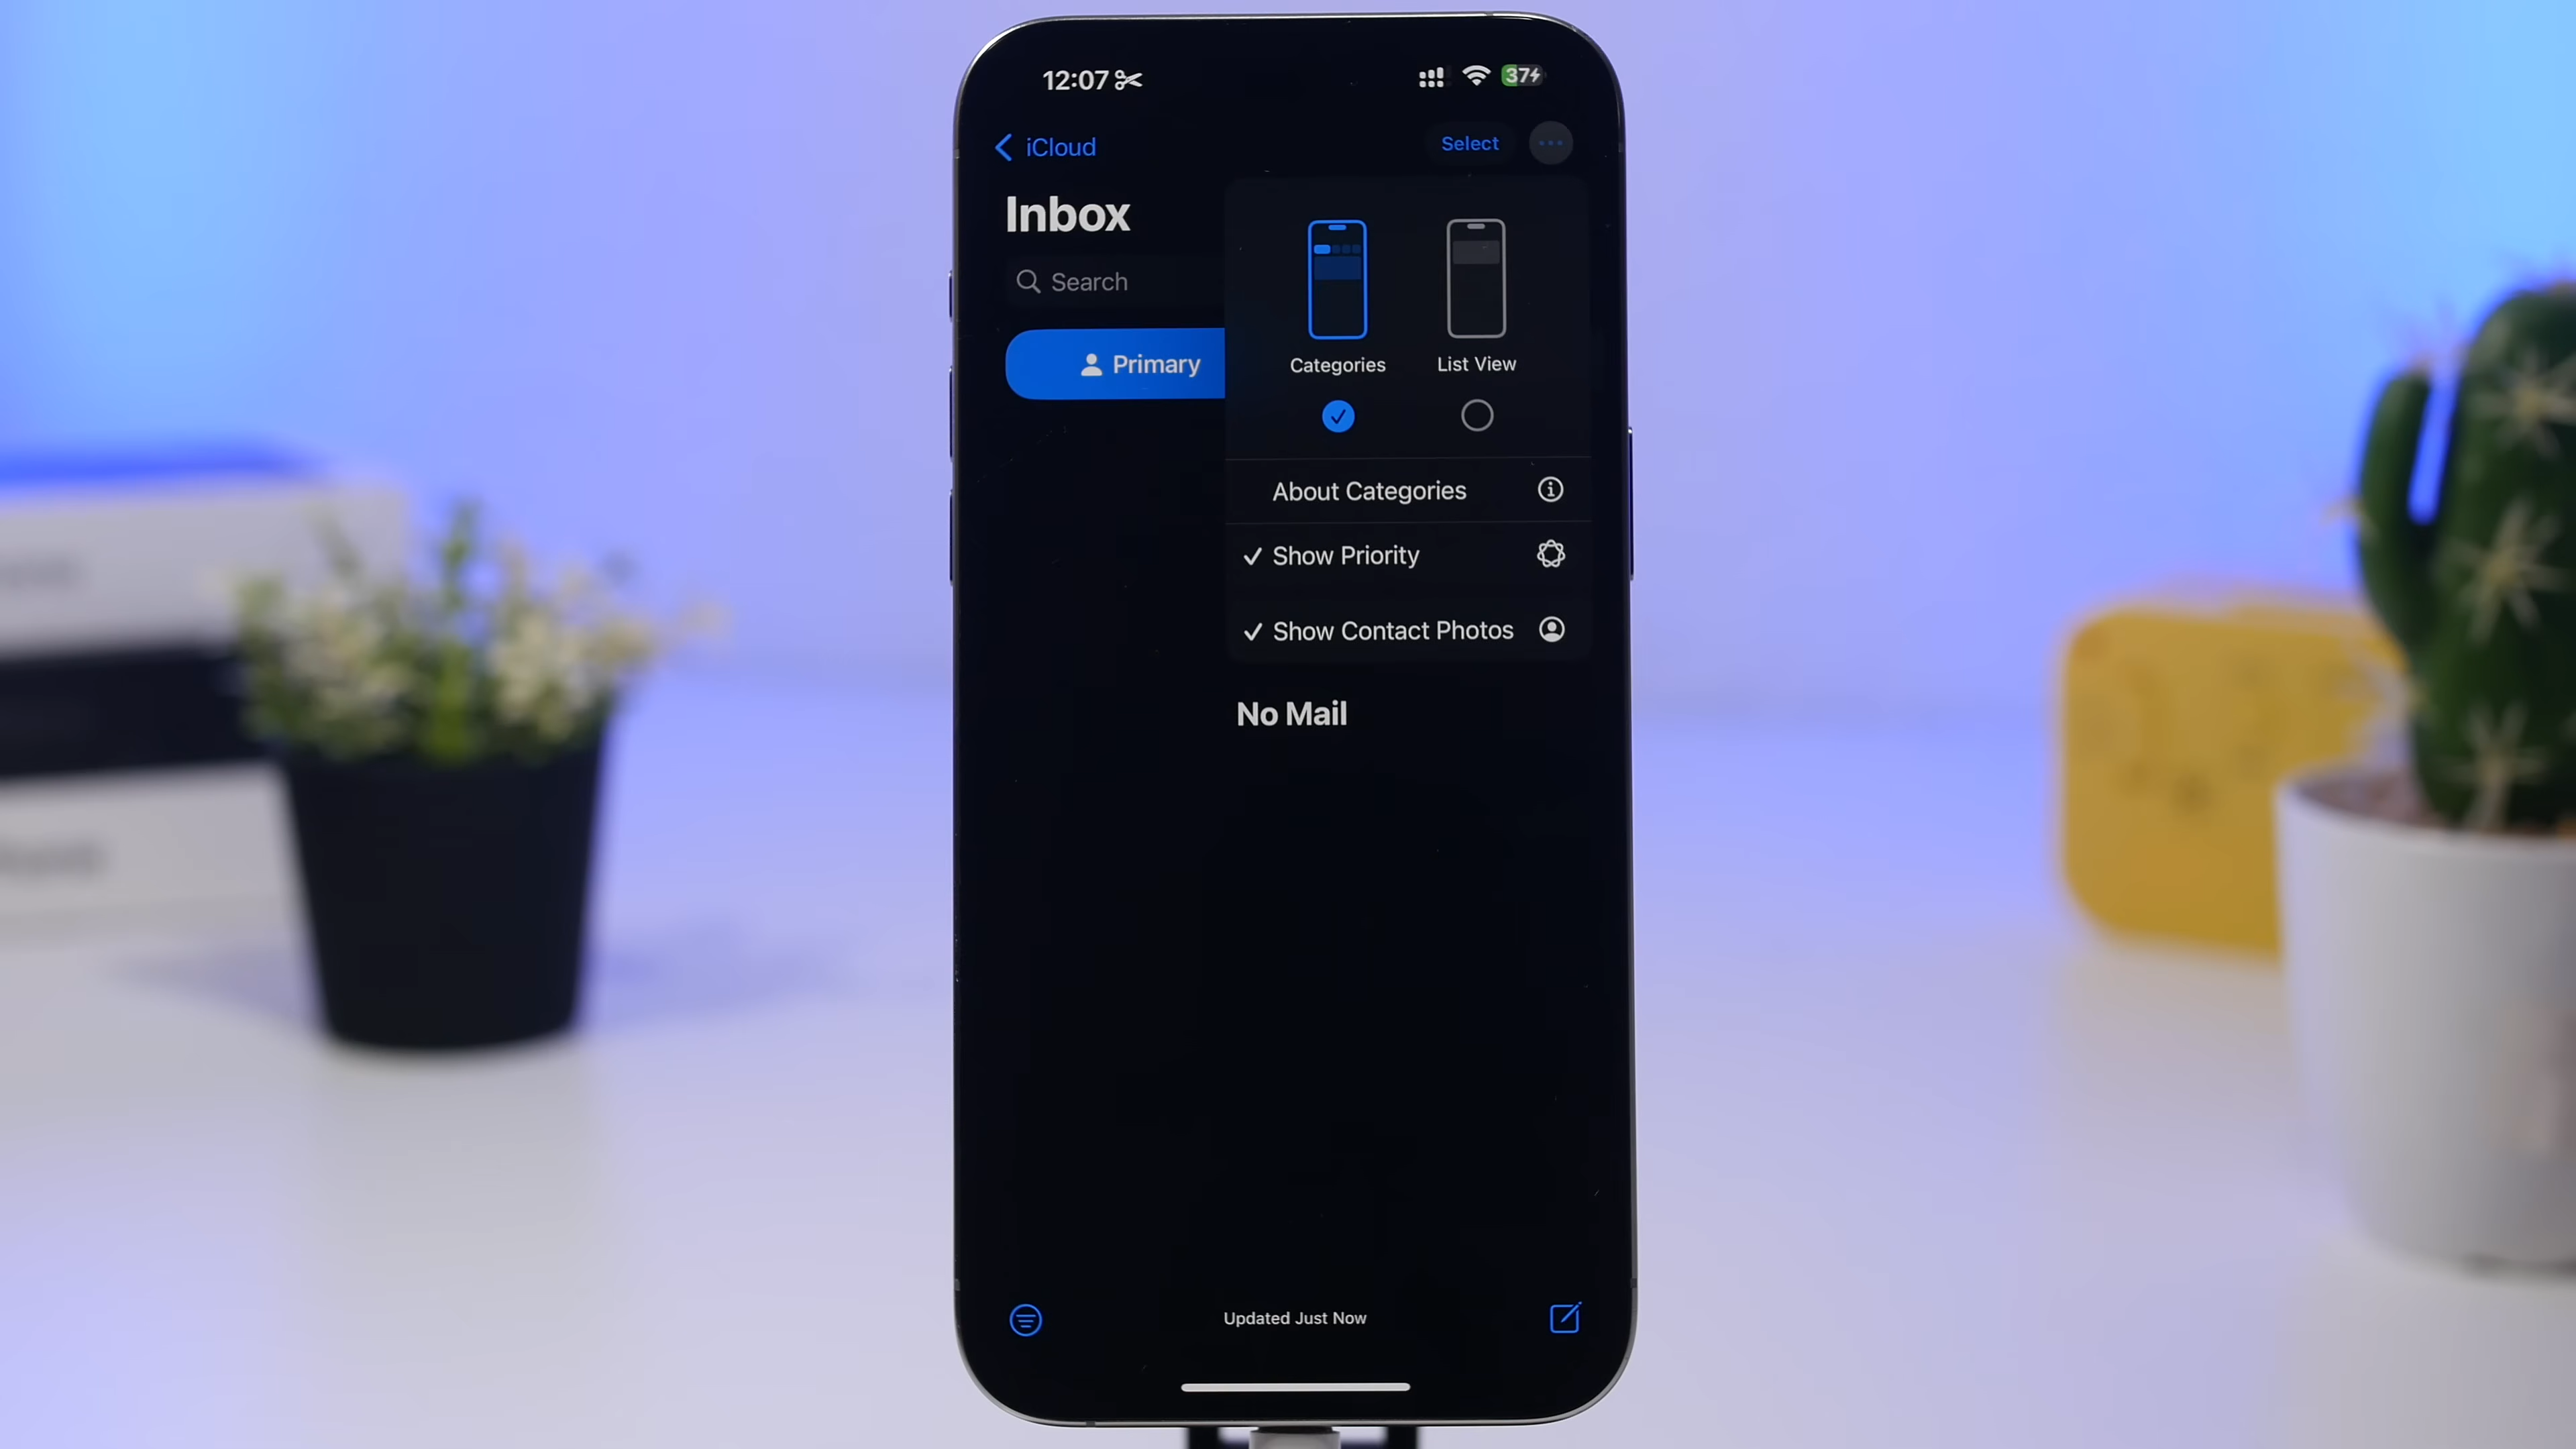 12:07
37
iCloud
Select
Inbox
Search
Primary
Categories
List View
About Categories
Show Priority
Show Contact Photos
No Mail
Updated Just Now